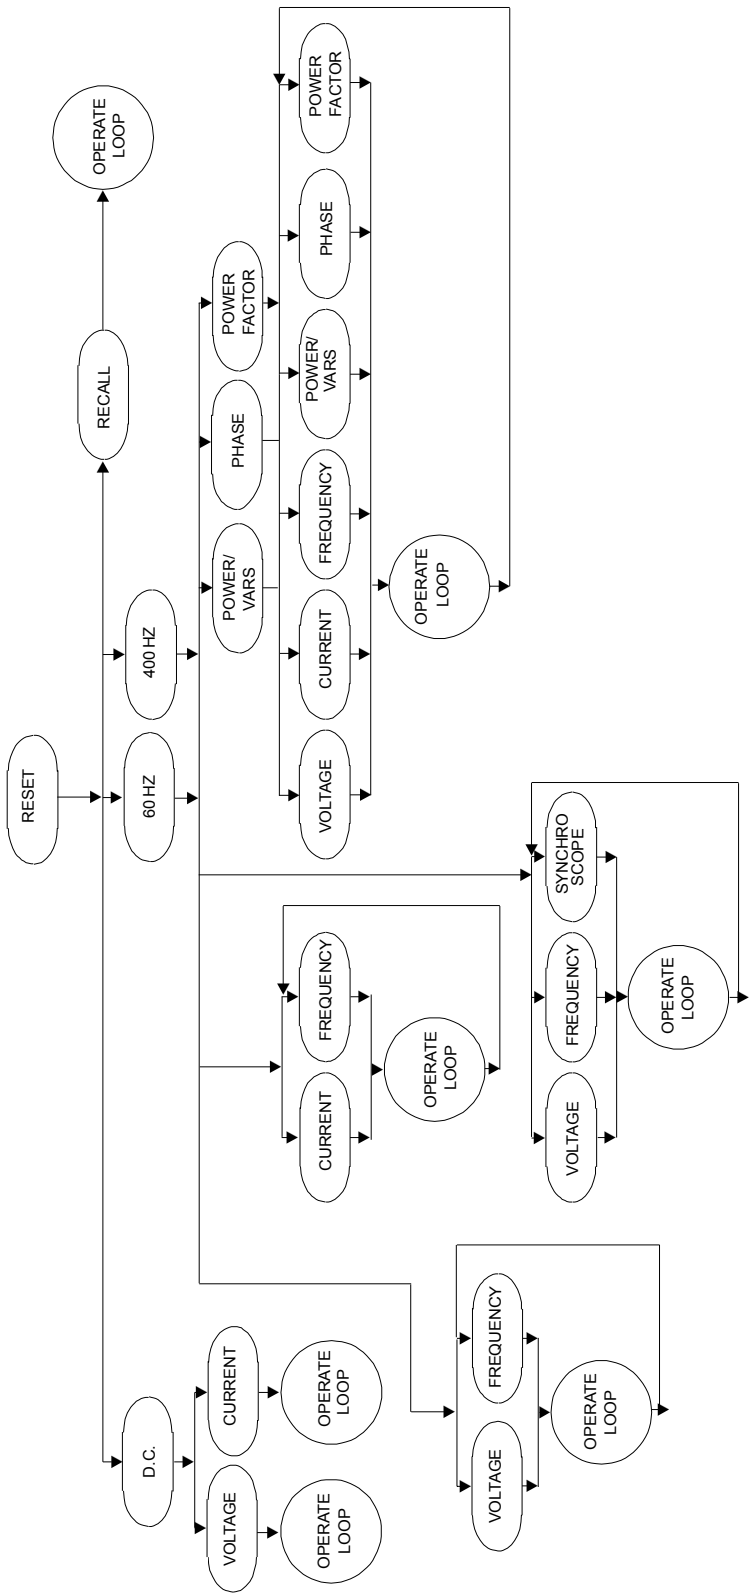 RESET
RECALL
OPERATE
LOOP
D.C.
60 HZ
400 HZ
VOLTAGE
CURRENT
POWER/
VARS
PHASE
POWER
FACTOR
OPERATE
LOOP
OPERATE
LOOP
CURRENT
FREQUENCY
VOLTAGE
CURRENT
FREQUENCY
POWER/
VARS
PHASE
POWER
FACTOR
OPERATE
LOOP
OPERATE
LOOP
VOLTAGE
FREQUENCY
VOLTAGE
FREQUENCY
SYNCHRO
SCOPE
OPERATE
LOOP
OPERATE
LOOP